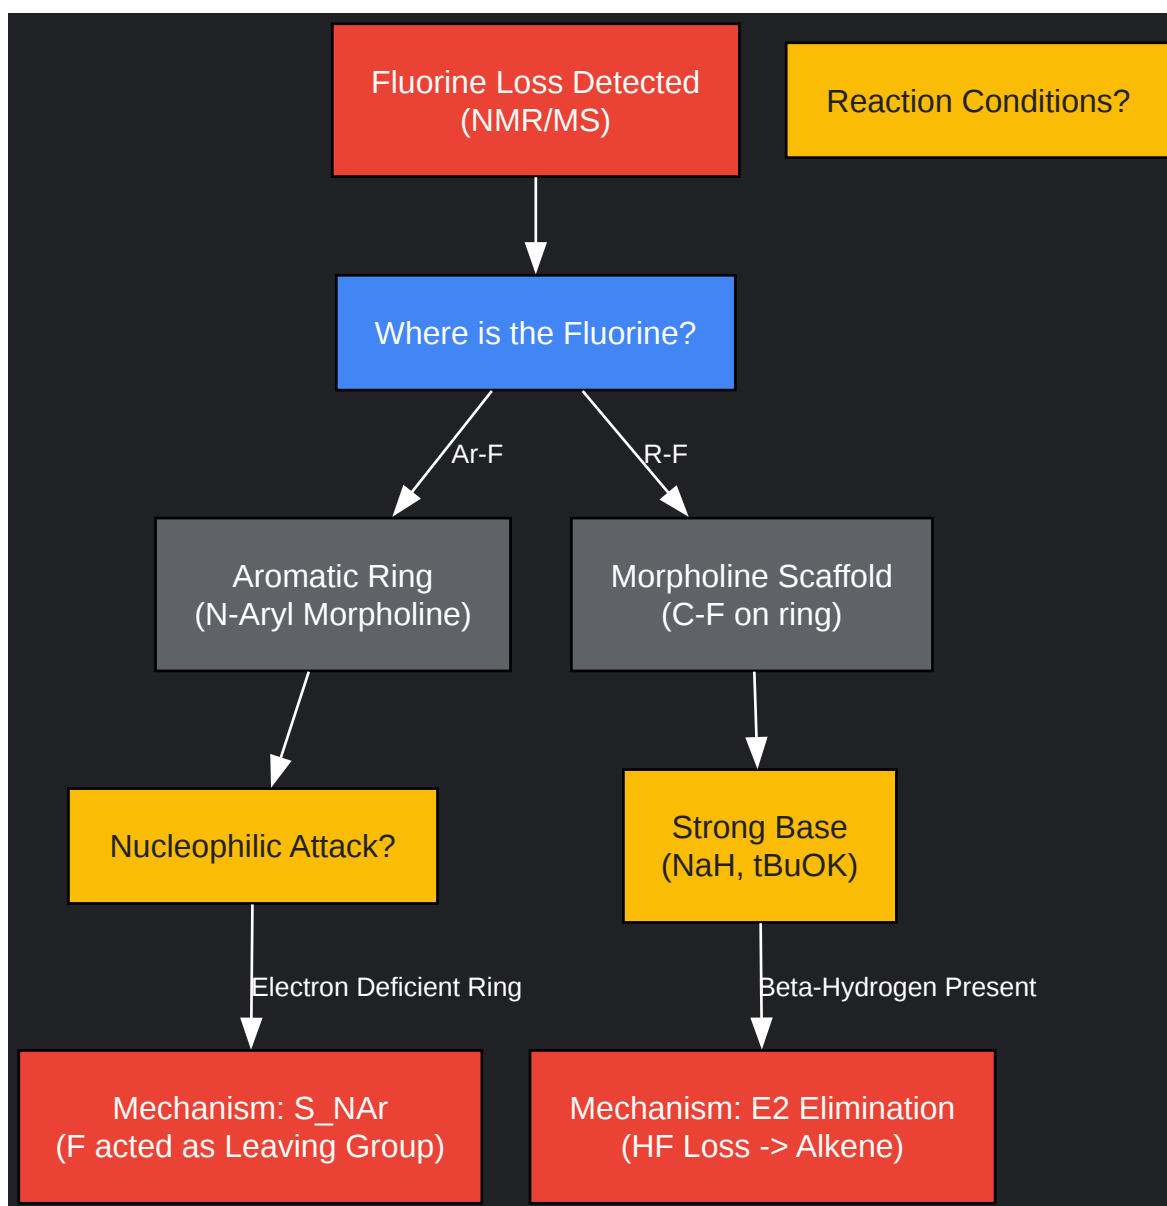 Fluorine Loss Detected
(NMR/MS)
Reaction Conditions?
Where is the Fluorine?
Ar-F
R-F
Aromatic Ring
(N-Aryl Morpholine)
Morpholine Scaffold
(C-F on ring)
Nucleophilic Attack?
Strong Base
(NaH, tBuOK)
Electron Deficient Ring
Beta-Hydrogen Present
Mechanism: S_NAr
(F acted as Leaving Group)
Mechanism: E2 Elimination
(HF Loss -> Alkene)